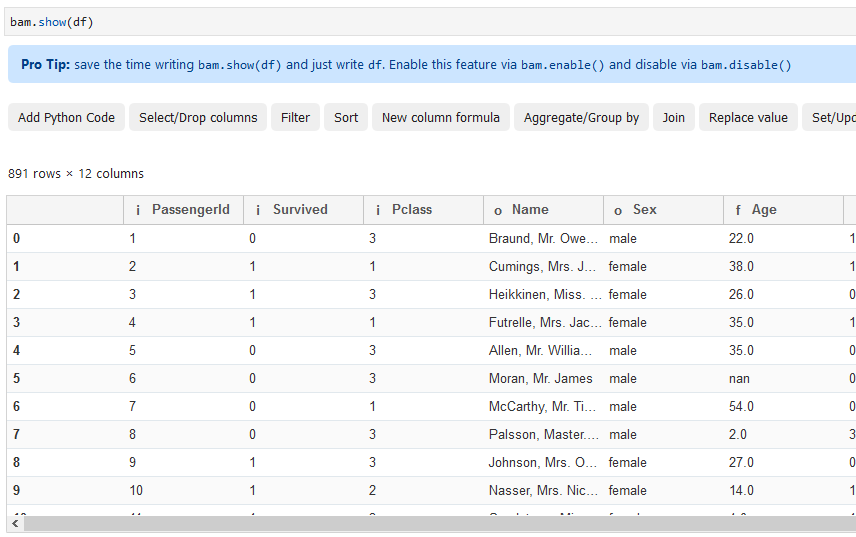 bam.show(df)
Pro Tip: save the time writing bam.show(df) and just write df. Enable this feature via bam.enable() and disable via bam.disable()
Add Python Code Select/Drop columns Filter Sort New column formula Aggregate/Group by Join Replace value Set/Upd
891 rows × 12 columns
i PassengerId i Survived i Pclass o Name o Sex f Age
0 1 0 3 Braund, Mr. Owe... male 22.0 1
1 2 1 1 Cumings, Mrs. J... female 38.0 1
2 3 1 3 Heikkinen, Miss. ... female 26.0 0
3 4 1 1 Futrelle, Mrs. Jac... female 35.0 1
4 5 0 3 Allen, Mr. Willia... male 35.0 0
5 6 0 3 Moran, Mr. James male nan 0
6 7 0 1 McCarthy, Mr. Ti... male 54.0 0
7 8 0 3 Palsson, Master.... male 2.0 3
8 9 1 3 Johnson, Mrs. O... female 27.0 0
9 10 1 2 Nasser, Mrs. Nic... female 14.0 1